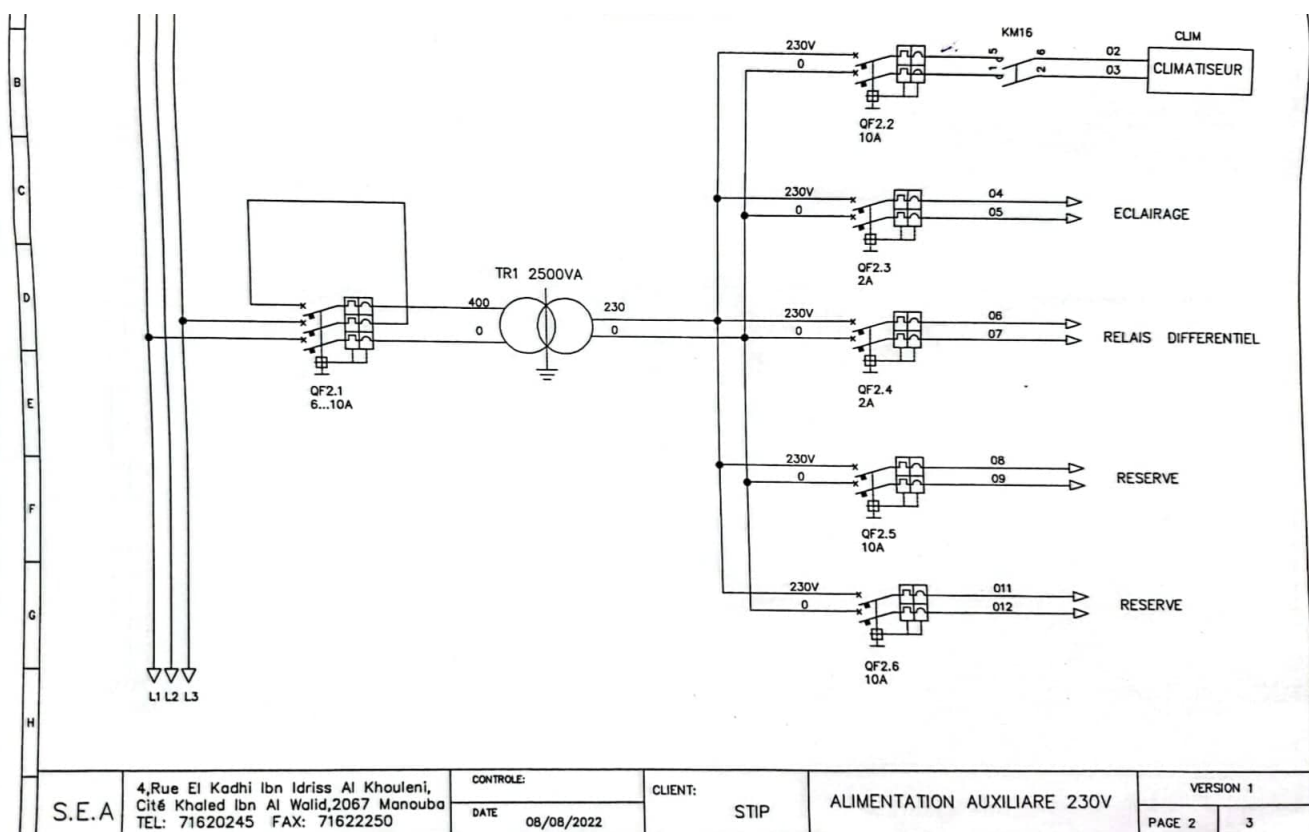 B
C
D
E
F
G
H
230V
0
QF2.2
10A
KM16
5
6
1
2
02
03
CLIM
CLIMATISEUR
230V
0
QF2.3
2A
04
05
ECLAIRAGE
QF2.1
6...10A
400
0
TR1 2500VA
230
0
230V
0
QF2.4
2A
06
07
RELAIS DIFFERENTIEL
230V
0
QF2.5
10A
08
09
RESERVE
230V
0
QF2.6
10A
011
012
RESERVE
L1 L2 L3
S.E.A
4,Rue El Kadhi Ibn Idriss Al Khouleni,
Cité Khaled Ibn Al Walid,2067 Manouba
TEL: 71620245 FAX: 71622250
CONTROLE:
DATE 08/08/2022
CLIENT:
STIP
ALIMENTATION AUXILIARE 230V
VERSION 1
PAGE 2 3